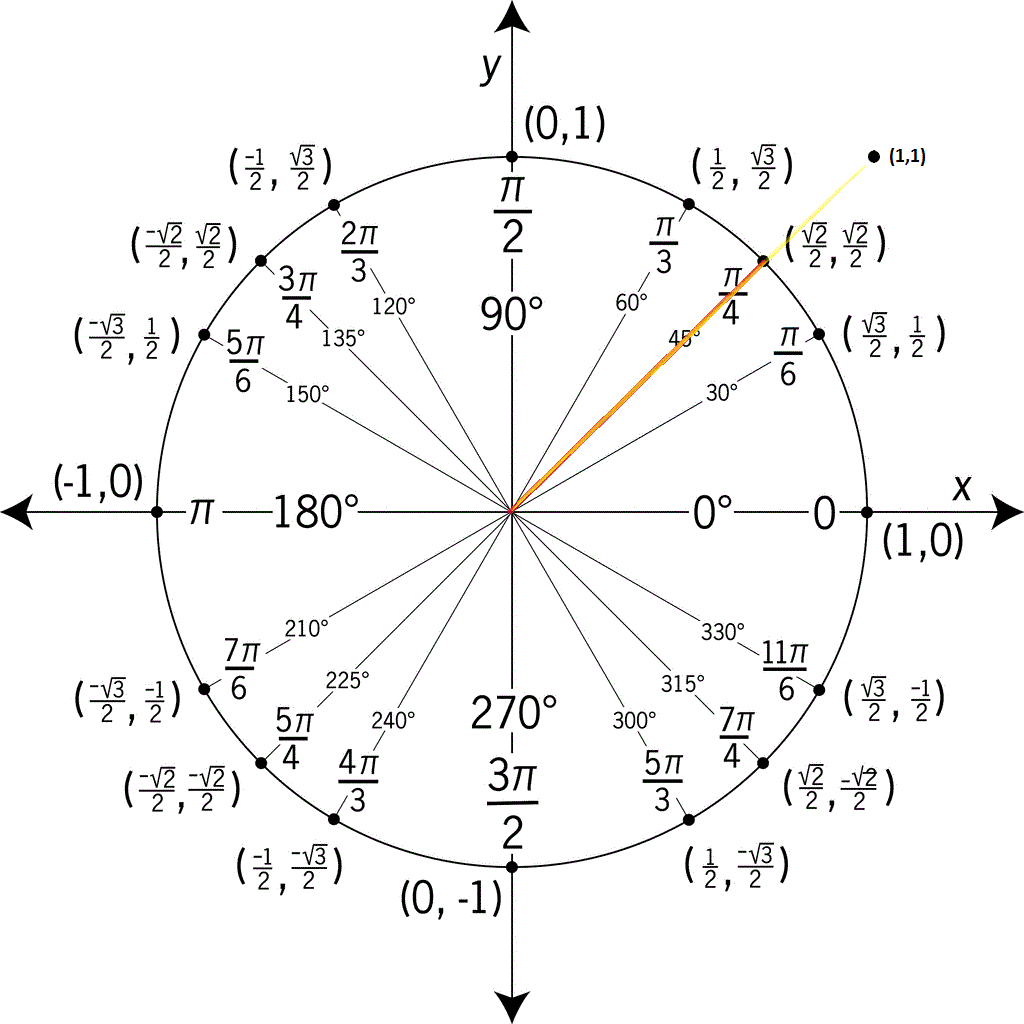 y
(0,1)
(-1/2, √3/2)
(1/2, √3/2)
(1,1)
(-√2/2, √2/2)
π/2
(√2/2, √2/2)
2π/3
π/3
3π/4
π/4
120°
90°
60°
(-√3/2, 1/2)
135°
45°
(√3/2, 1/2)
5π/6
π/6
150°
30°
(-1,0)
x
π
180°
0°
0
(1,0)
210°
330°
7π/6
11π/6
225°
315°
(-√3/2, -1/2)
(√3/2, -1/2)
5π/4
240°
270°
300°
7π/4
4π/3
3π/2
5π/3
(-√2/2, -√2/2)
(√2/2, -√2/2)
(-1/2, -√3/2)
(1/2, -√3/2)
(0, -1)